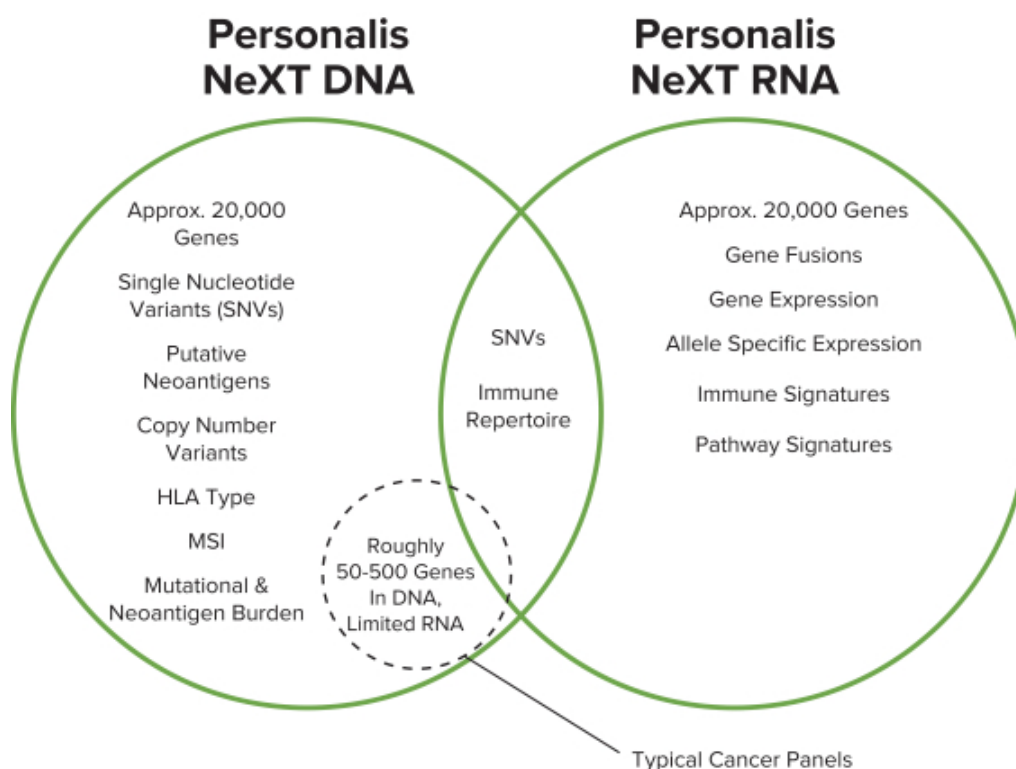 Personalis
NeXT DNA
Personalis
NeXT RNA
Approx. 20,000
Genes
Single Nucleotide
Variants (SNVs)
Putative
Neoantigens
Copy Number
Variants
HLA Type
MSI
Mutational &
Neoantigen Burden
SNVs
Immune
Repertoire
Roughly
50-500 Genes
In DNA,
Limited RNA
Approx. 20,000 Genes
Gene Fusions
Gene Expression
Allele Specific Expression
Immune Signatures
Pathway Signatures
Typical Cancer Panels